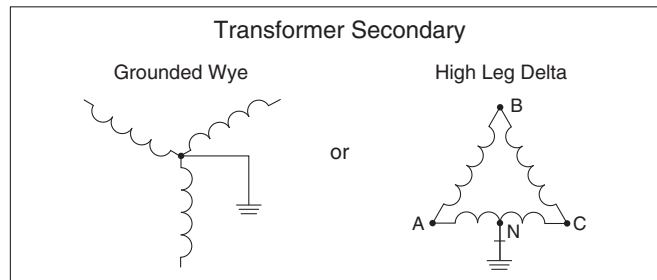 Transformer Secondary
Grounded Wye
High Leg Delta
B
or
A
N
C